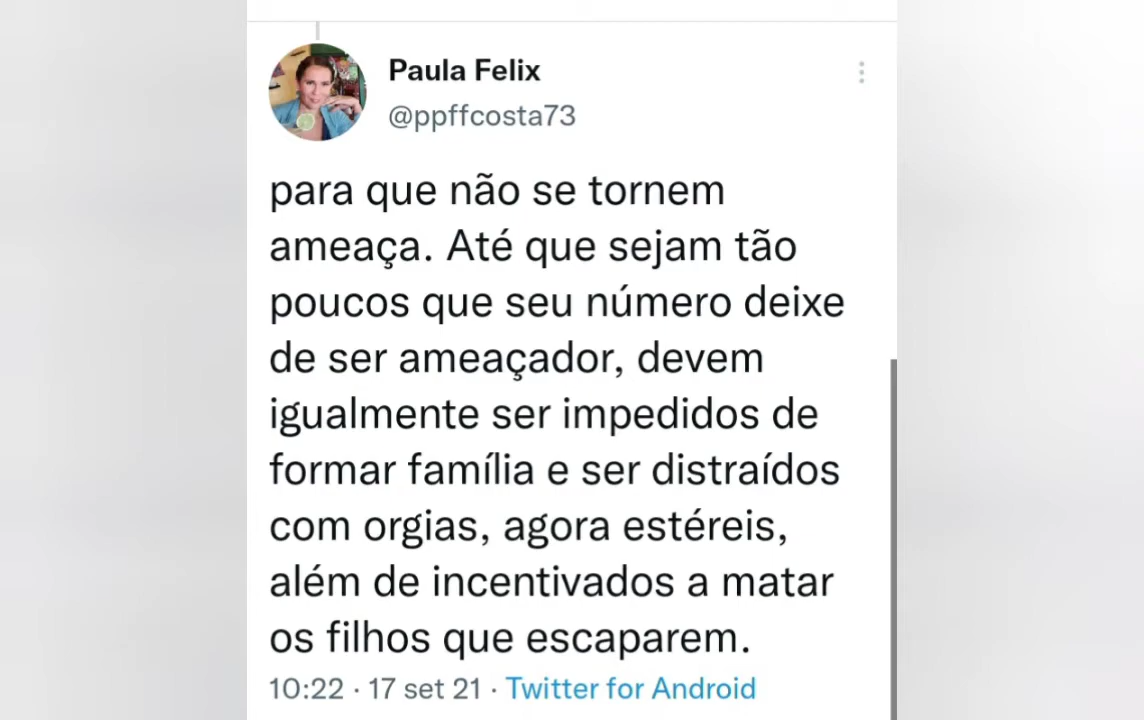 Paula Felix
@ppffcosta73
para que não se tornem
ameaça. Até que sejam tão
poucos que seu número deixe
de ser ameaçador, devem
igualmente ser impedidos de
formar família e ser distraídos
com orgias, agora estéreis,
além de incentivados a matar
os filhos que escaparem.
10:22 · 17 set 21 · Twitter for Android